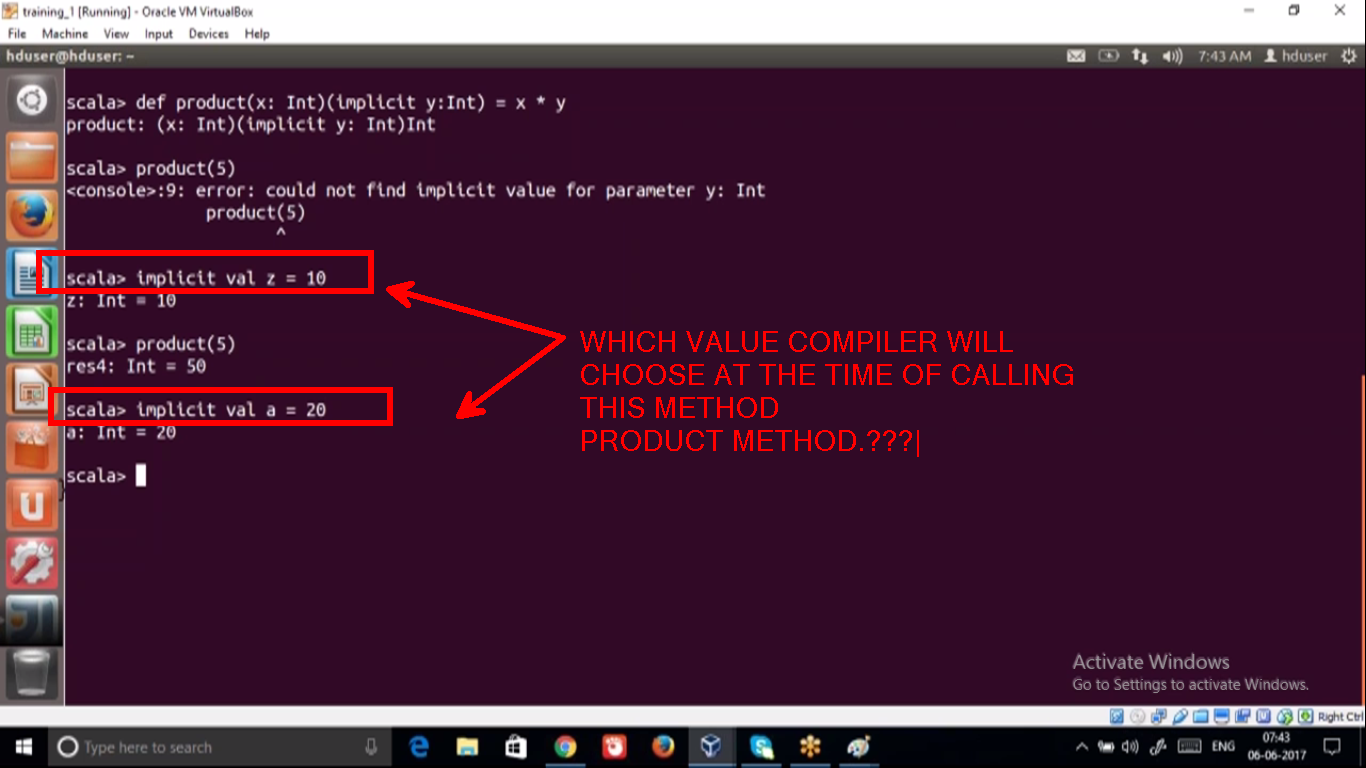 training_1 [Running] - Oracle VM VirtualBox
File Machine View Input Devices Help
hduser@hduser: ~ 7:43 AM hduser
scala> def product(x: Int)(implicit y:Int) = x * y
product: (x: Int)(implicit y: Int)Int
scala> product(5)
<console>:9: error: could not find implicit value for parameter y: Int
product(5)
^
scala> implicit val z = 10
z: Int = 10
scala> product(5)
res4: Int = 50
scala> implicit val a = 20
a: Int = 20
scala>
WHICH VALUE COMPILER WILL
CHOOSE AT THE TIME OF CALLING
THIS METHOD
PRODUCT METHOD.???|
Activate Windows
Go to Settings to activate Windows.
Right Ctrl
Type here to search
ENG
07:43
06-06-2017